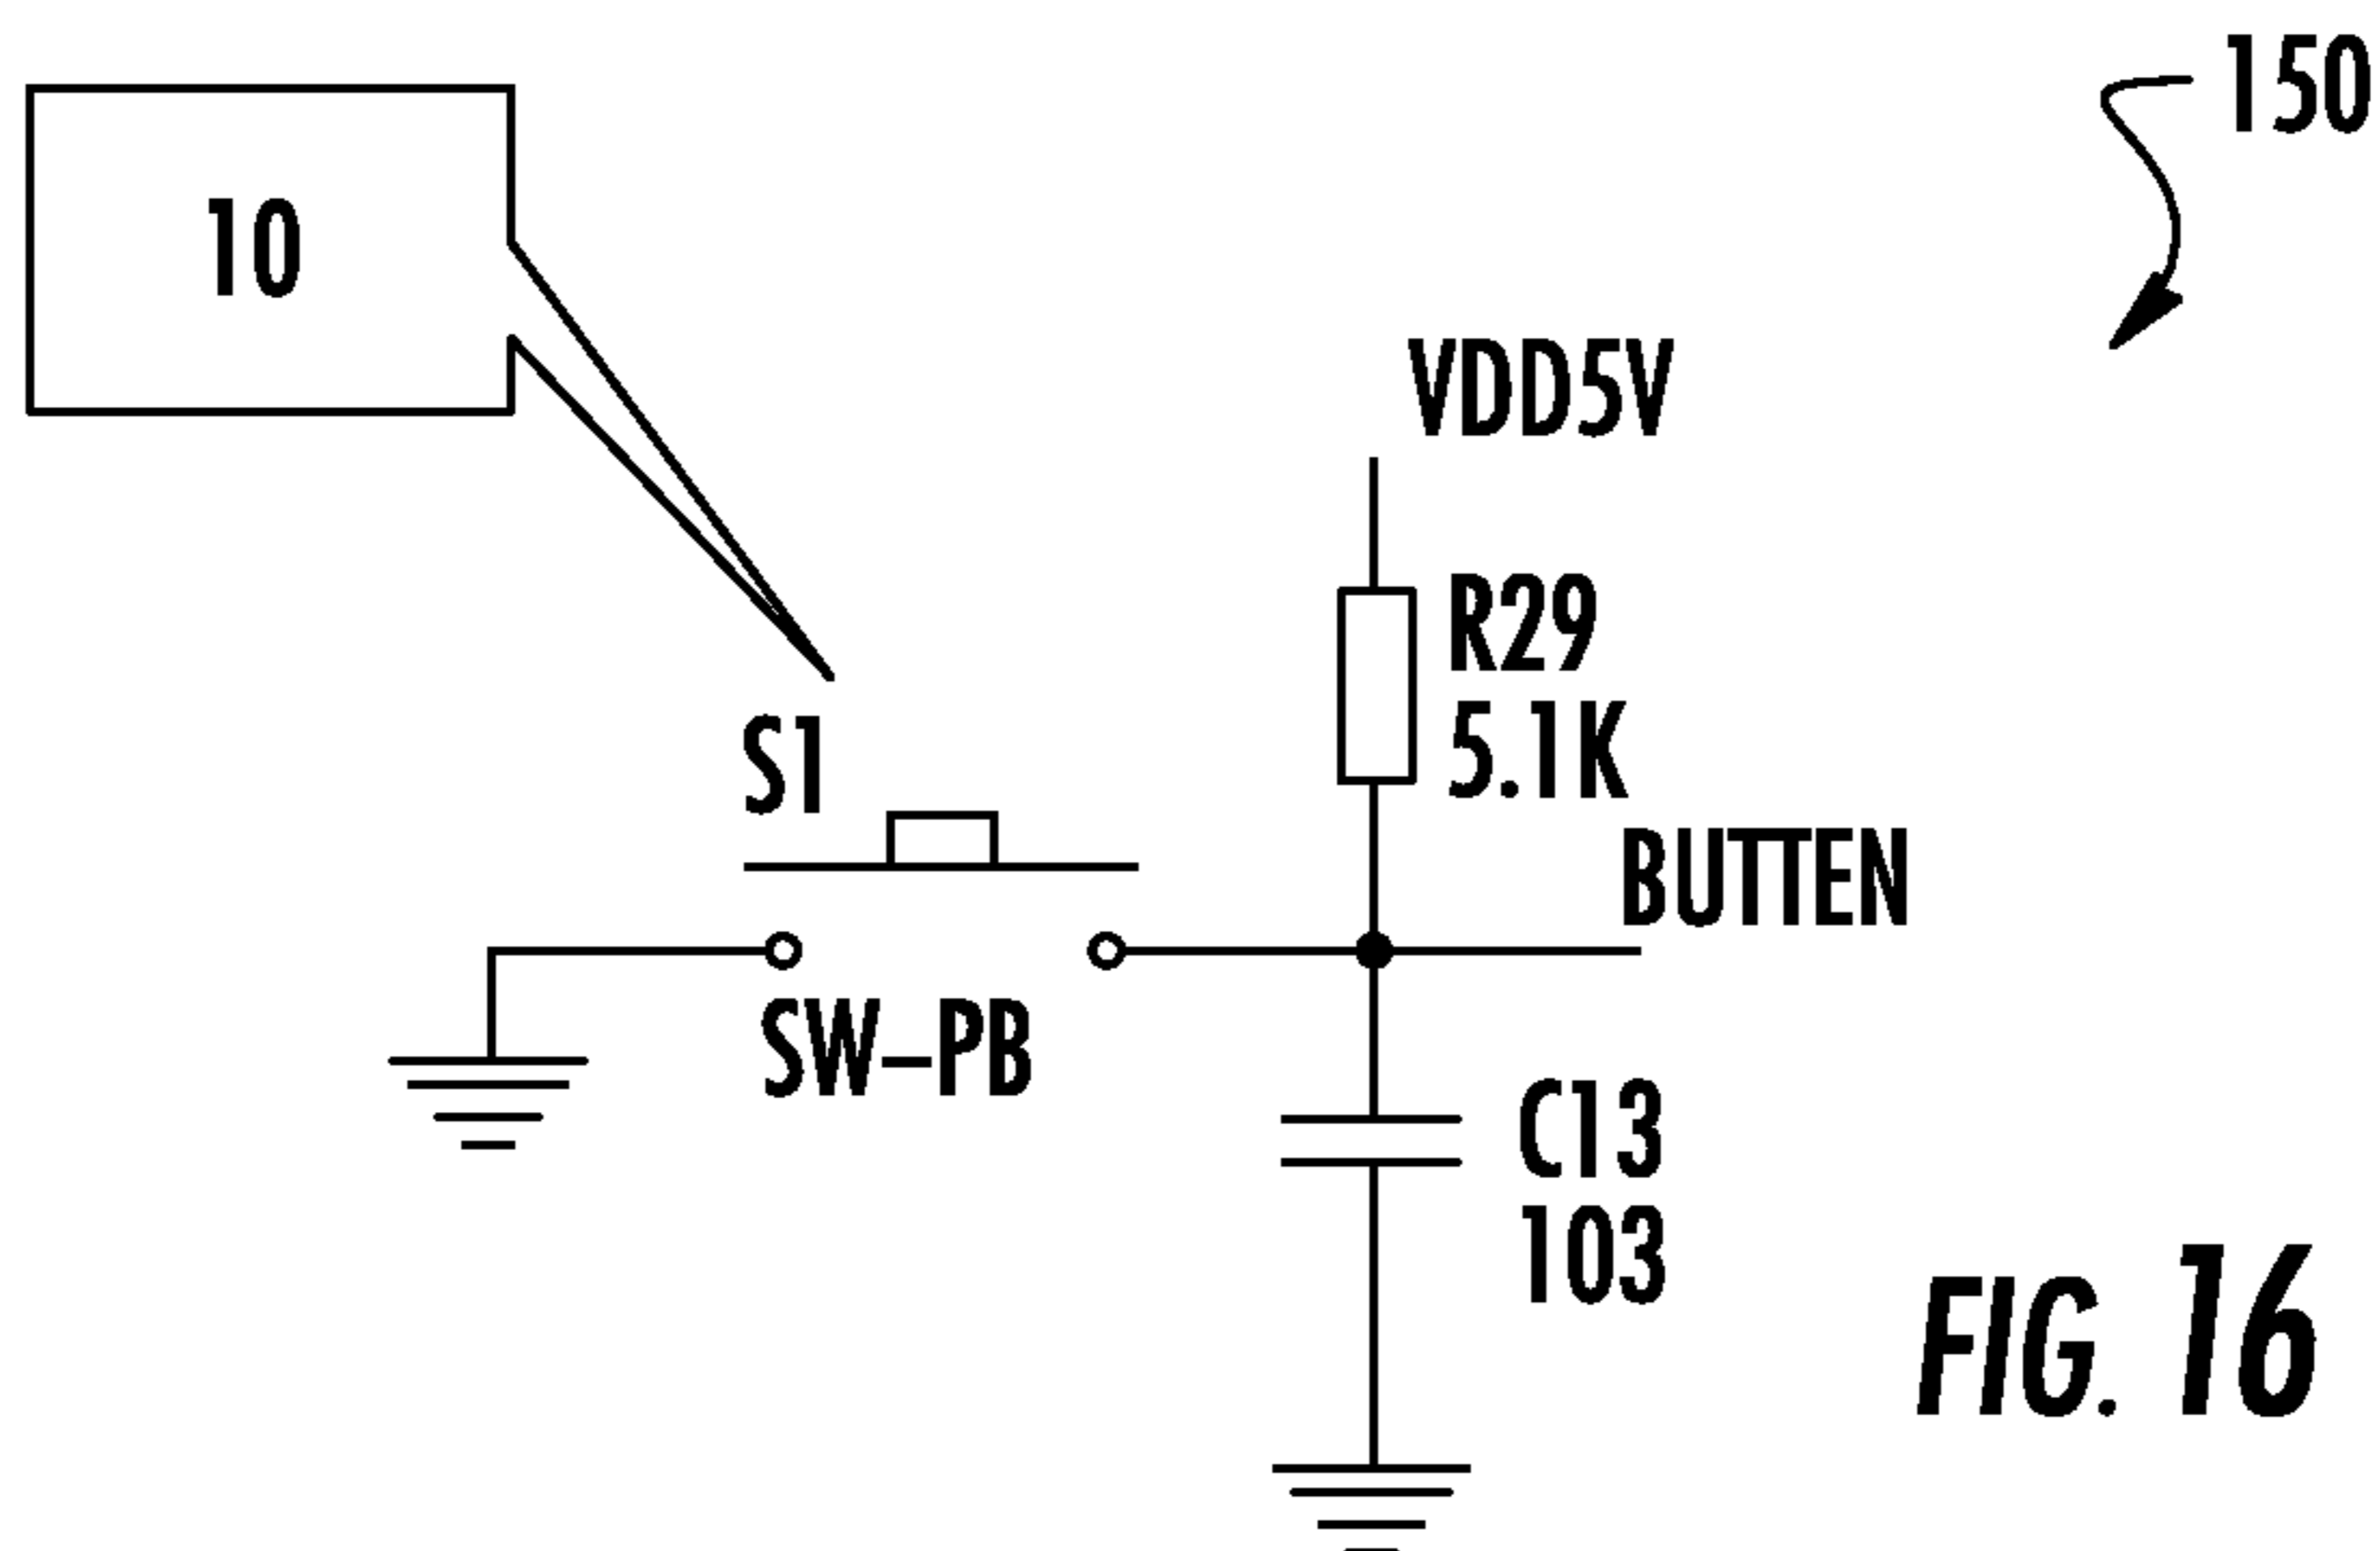 150
10
VDD5V
R29
5.1K
S1
BUTTEN
SW-PB
C13
103
FIG. 16